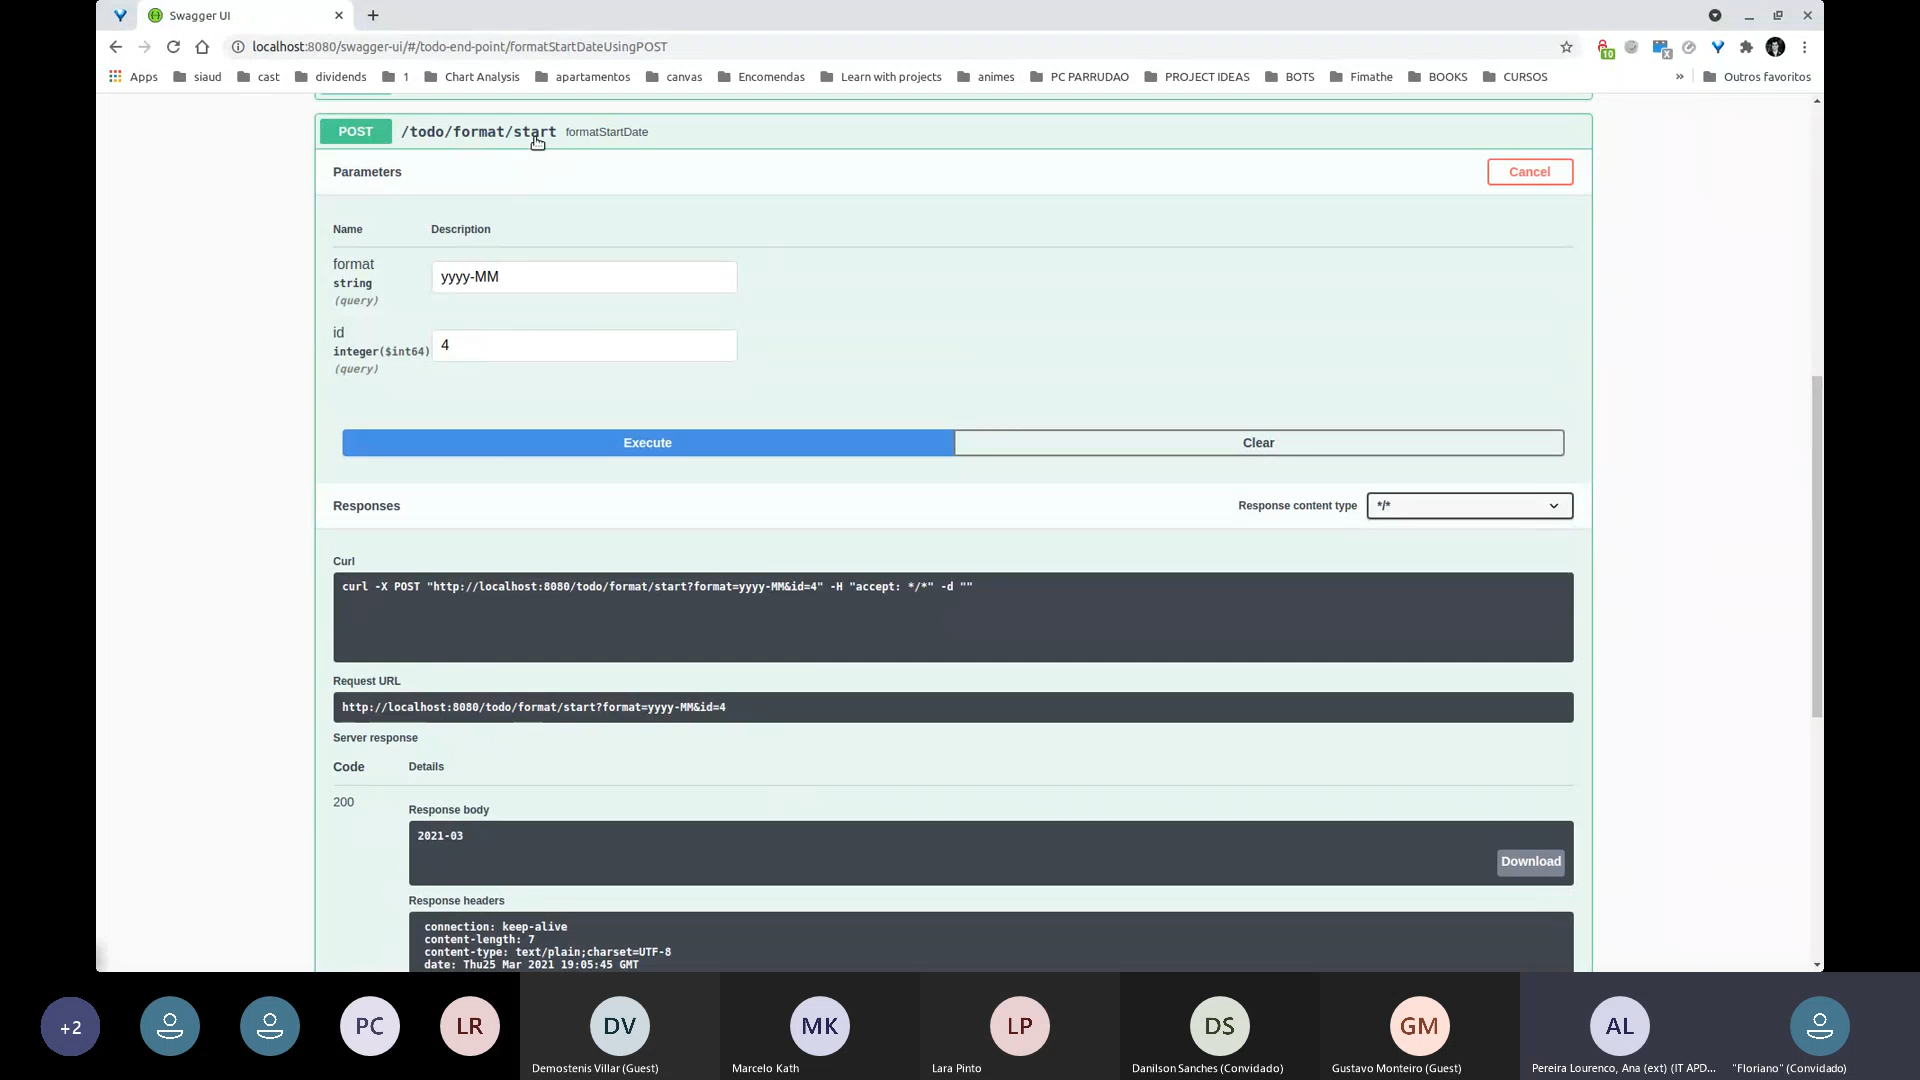 Swagger UI
localhost:8080/swagger-ui/#/todo-end-point/formatStartDateUsingPOST
10
X
Apps siaud cast dividends 1 Chart Analysis apartamentos canvas Encomendas Learn with projects animes PC PARRUDAO PROJECT IDEAS BOTS Fimathe BOOKS CURSOS » Outros favoritos
POST /todo/format/start formatStartDate
Parameters Cancel
Name Description
format
string
(query)
yyyy-MM
id
integer($int64)
(query)
4
Execute Clear
Responses Response content type */*
Curl
curl -X POST "http://localhost:8080/todo/format/start?format=yyyy-MM&id=4" -H "accept: */*" -d ""
Request URL
http://localhost:8080/todo/format/start?format=yyyy-MM&id=4
Server response
Code Details
200
Response body
2021-03
Download
Response headers
connection: keep-alive
content-length: 7
content-type: text/plain;charset=UTF-8
date: Thu25 Mar 2021 19:05:45 GMT
+2 PC LR DV MK LP DS GM AL
Demostenis Villar (Guest) Marcelo Kath Lara Pinto Danilson Sanches (Convidado) Gustavo Monteiro (Guest) Pereira Lourenco, Ana (ext) (IT APD... "Floriano" (Convidado)